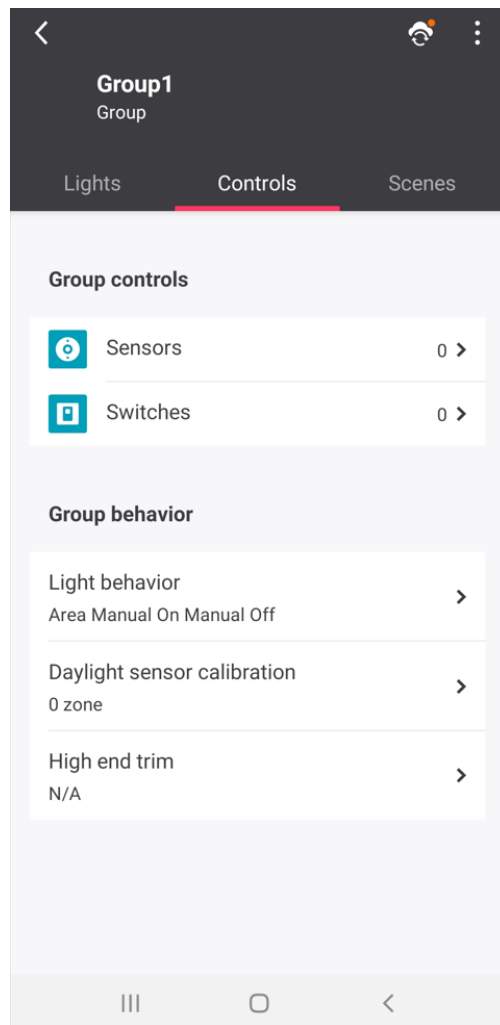 Group1
Group
Lights Controls Scenes
Group controls
Sensors 0
Switches 0
Group behavior
Light behavior
Area Manual On Manual Off
Daylight sensor calibration
0 zone
High end trim
N/A